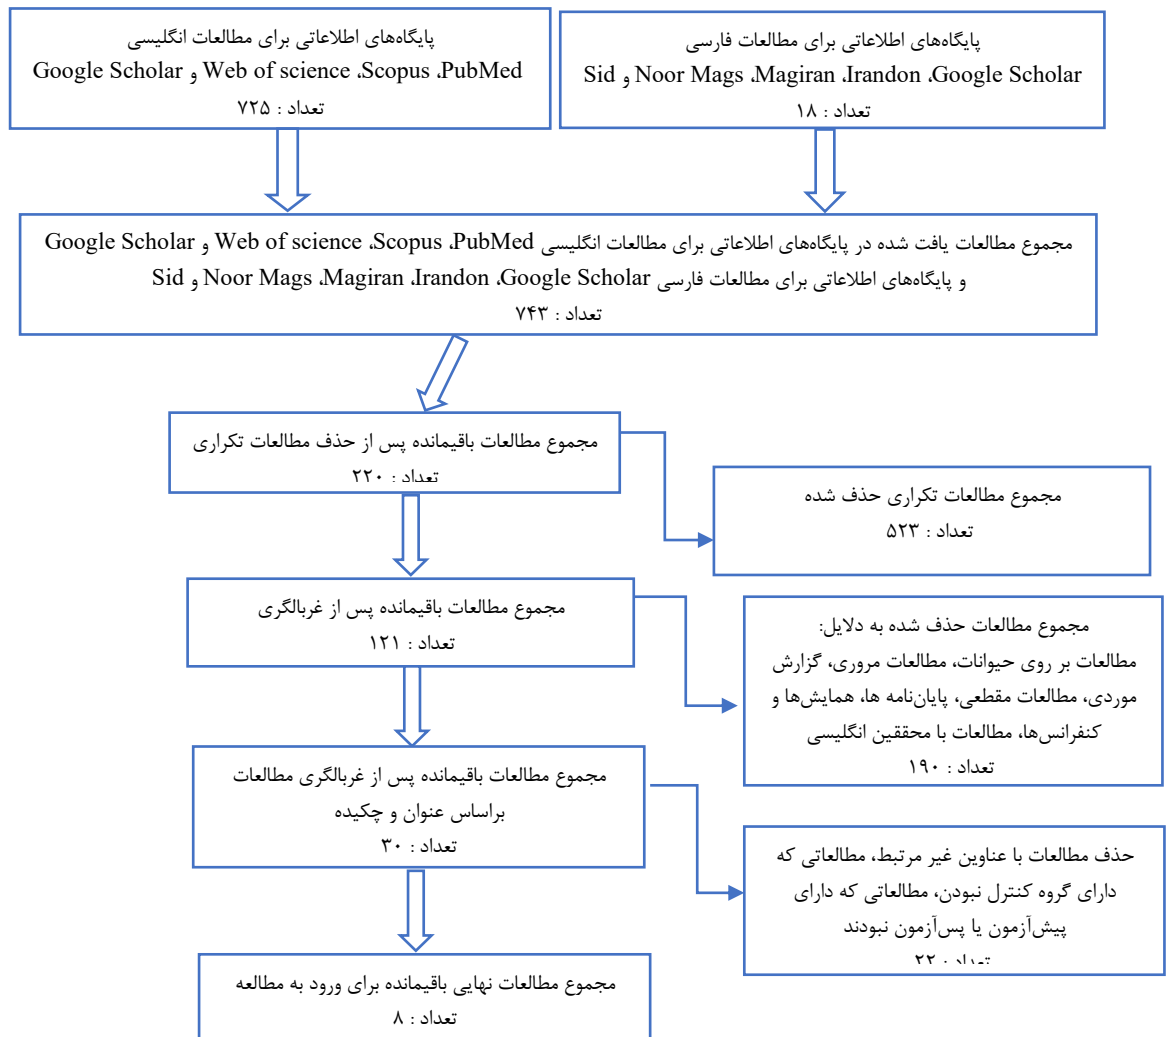 پایگاه‌های اطلاعاتی برای مطالعات فارسی
Google Scholar، Irandon، Magiran، Noor Mags و Sid
تعداد : ۱۸
پایگاه‌های اطلاعاتی برای مطالعات انگلیسی
PubMed، Scopus، Web of science و Google Scholar
تعداد : ۷۲۵
مجموع مطالعات یافت شده در پایگاه‌های اطلاعاتی برای مطالعات انگلیسی PubMed، Scopus، Web of science و Google Scholar
و پایگاه‌های اطلاعاتی برای مطالعات فارسی Google Scholar، Irandon، Magiran، Noor Mags و Sid
تعداد : ۷۴۳
مجموع مطالعات باقیمانده پس از حذف مطالعات تکراری
تعداد : ۲۲۰
مجموع مطالعات تکراری حذف شده
تعداد : ۵۲۳
مجموع مطالعات باقیمانده پس از غربالگری
تعداد : ۱۲۱
مجموع مطالعات حذف شده به دلایل:
مطالعات بر روی حیوانات، مطالعات مروری، گزارش
موردی، مطالعات مقطعی، پایان‌نامه ها، همایش‌ها و
کنفرانس‌ها، مطالعات با محققین انگلیسی
تعداد : ۱۹۰
مجموع مطالعات باقیمانده پس از غربالگری مطالعات
براساس عنوان و چکیده
تعداد : ۳۰
حذف مطالعات با عناوین غیر مرتبط، مطالعاتی که
دارای گروه کنترل نبودن، مطالعاتی که دارای
پیش‌آزمون یا پس‌آزمون نبودند
تعداد : ۲۲
مجموع مطالعات نهایی باقیمانده برای ورود به مطالعه
تعداد : ۸